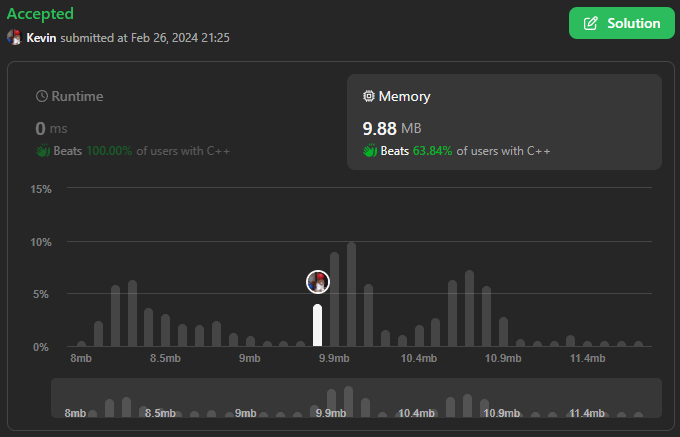 Accepted
Kevin submitted at Feb 26, 2024 21:25
Solution
Runtime
0 ms
Beats 100.00% of users with C++
Memory
9.88 MB
Beats 63.84% of users with C++
15%
10%
5%
0%
8mb 8.5mb 9mb 9.9mb 10.4mb 10.9mb 11.4mb
8mb 8.5mb 9mb 9.9mb 10.4mb 10.9mb 11.4mb